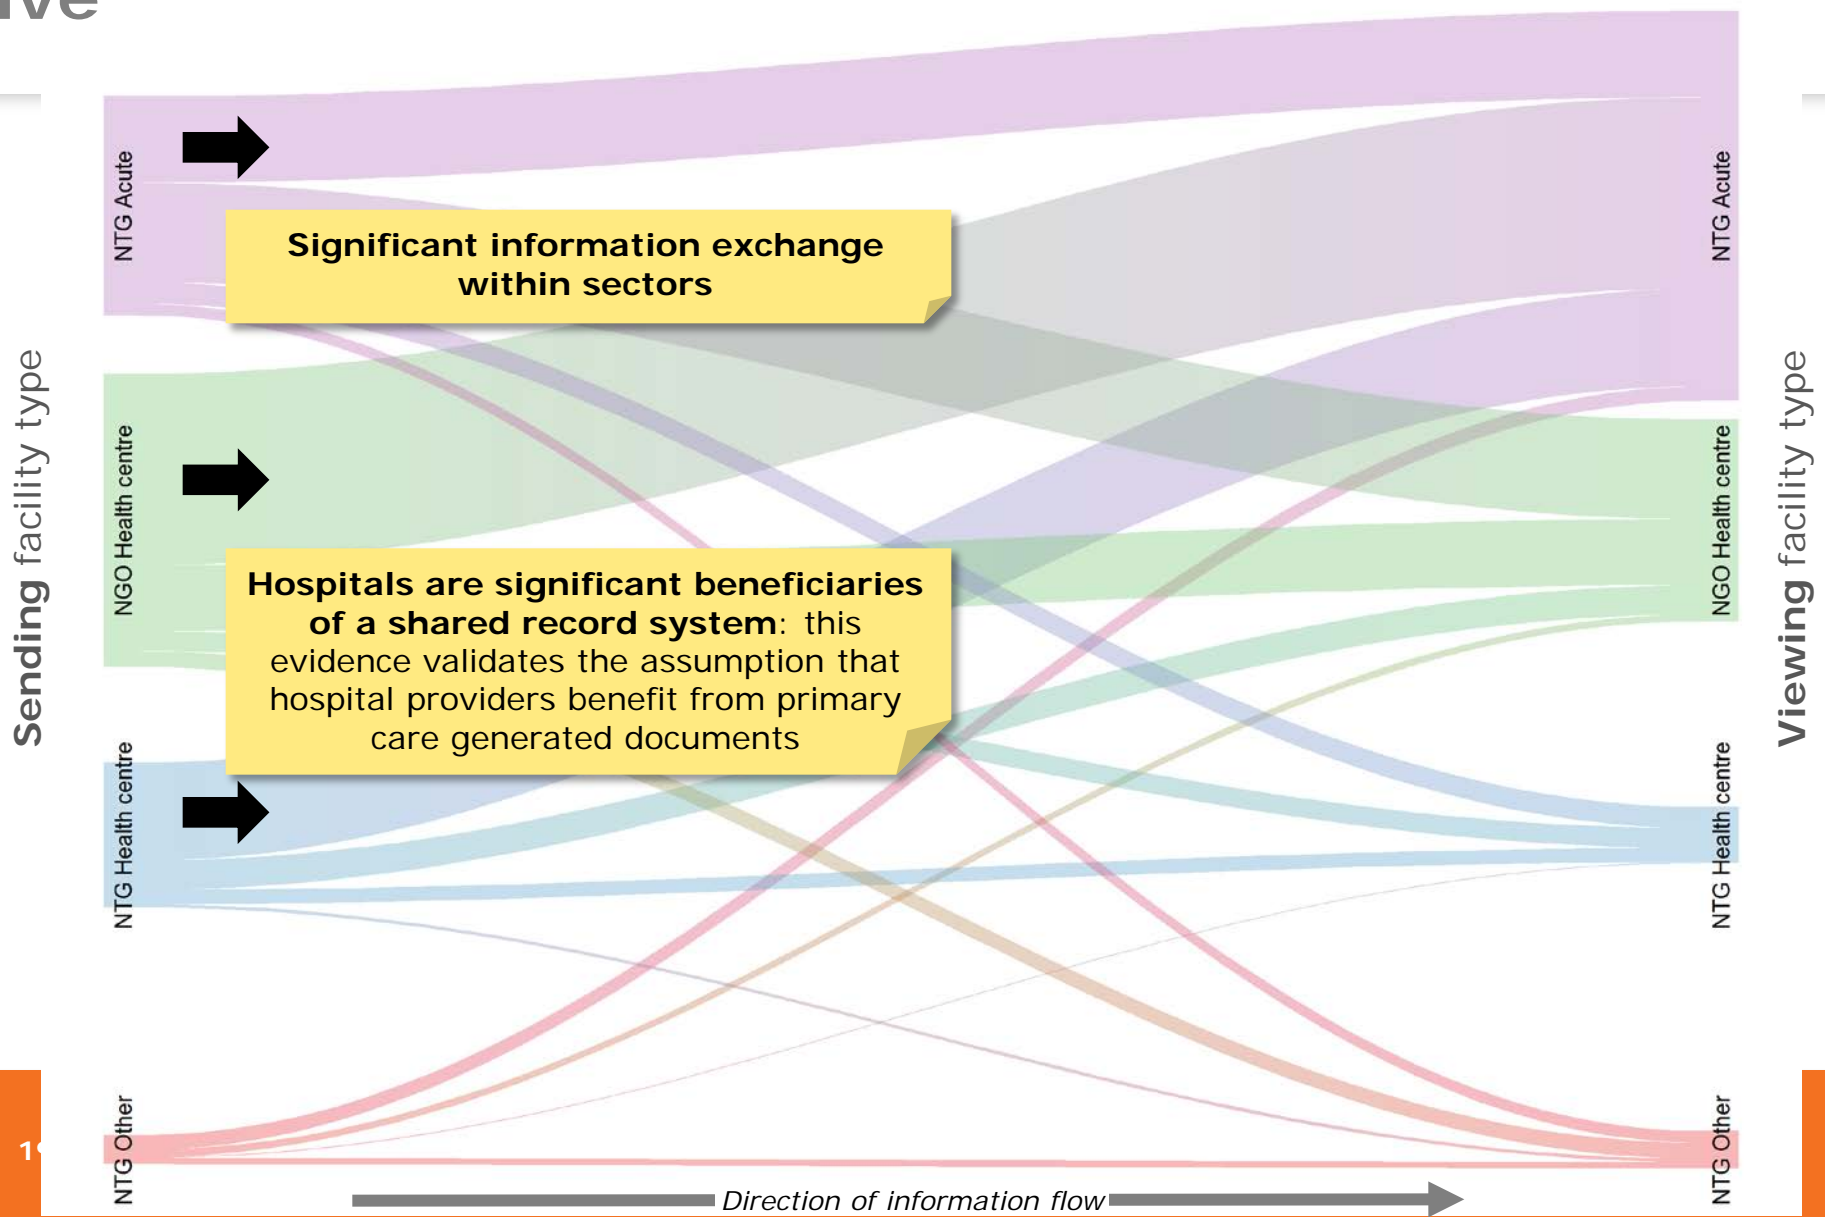 Sending facility type
NTG Acute
NGO Health centre
NTG Health centre
NTG Other
Significant information exchange
within sectors
Hospitals are significant beneficiaries
of a shared record system: this
evidence validates the assumption that
hospital providers benefit from primary
care generated documents
NTG Acute
NGO Health centre
NTG Health centre
NTG Other
Viewing facility type
Direction of information flow